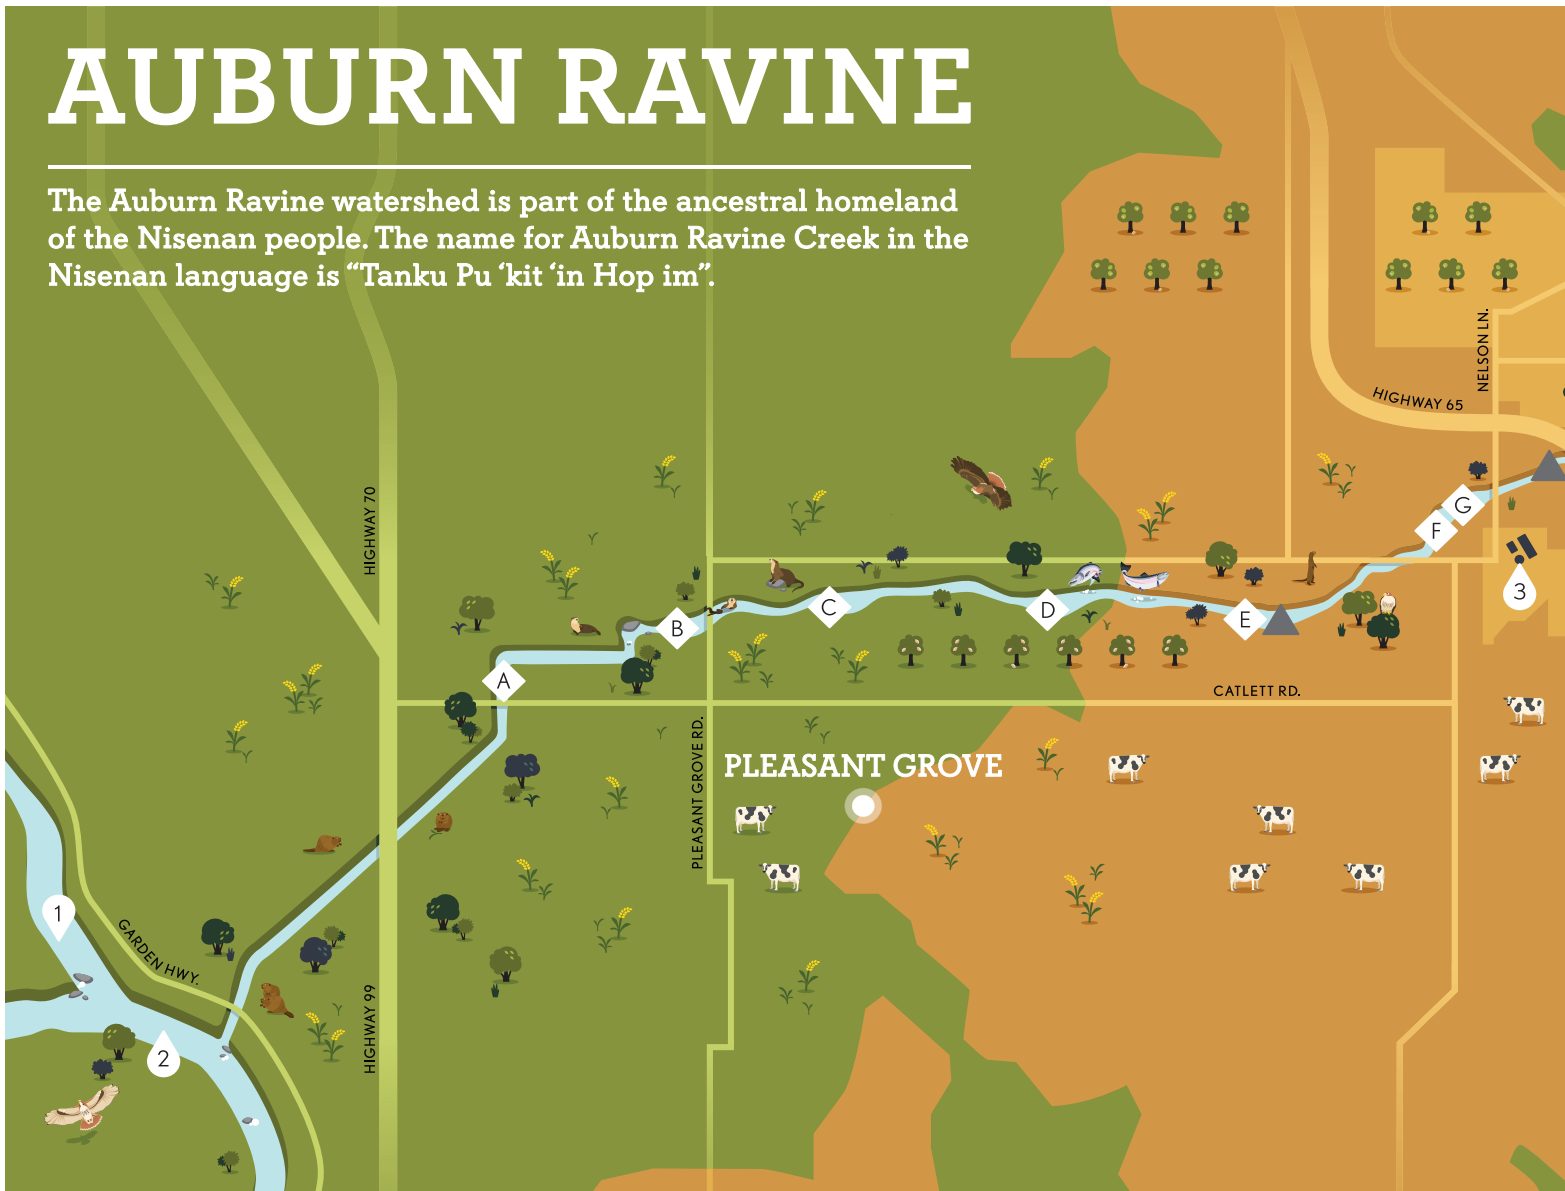 AUBURN RAVINE
The Auburn Ravine watershed is part of the ancestral homeland
of the Nisenan people. The name for Auburn Ravine Creek in the
Nisenan language is “Tanku Pu ‘kit ‘in Hop im”.
NELSON LN.
HIGHWAY 65
HIGHWAY 70
G
F
3
C
D
E
B
A
CATLETT RD.
PLEASANT GROVE RD.
PLEASANT GROVE
1
GARDEN HWY.
HIGHWAY 99
2